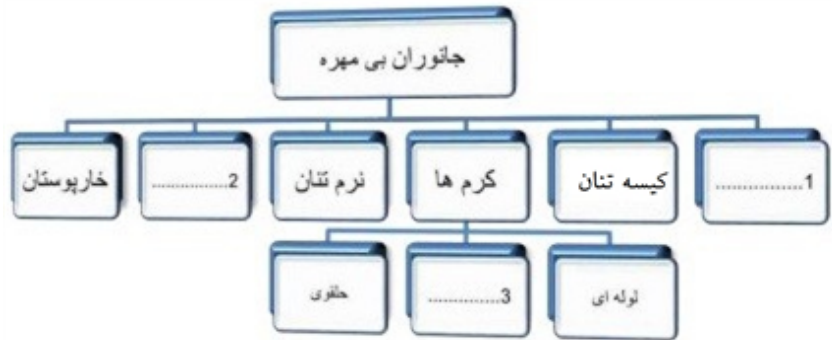 جانوران بی مهره
1.................
کیسه تنان
کرم ها
نرم تنان
2................
خارپوستان
لوله ای
3...............
حلقوی